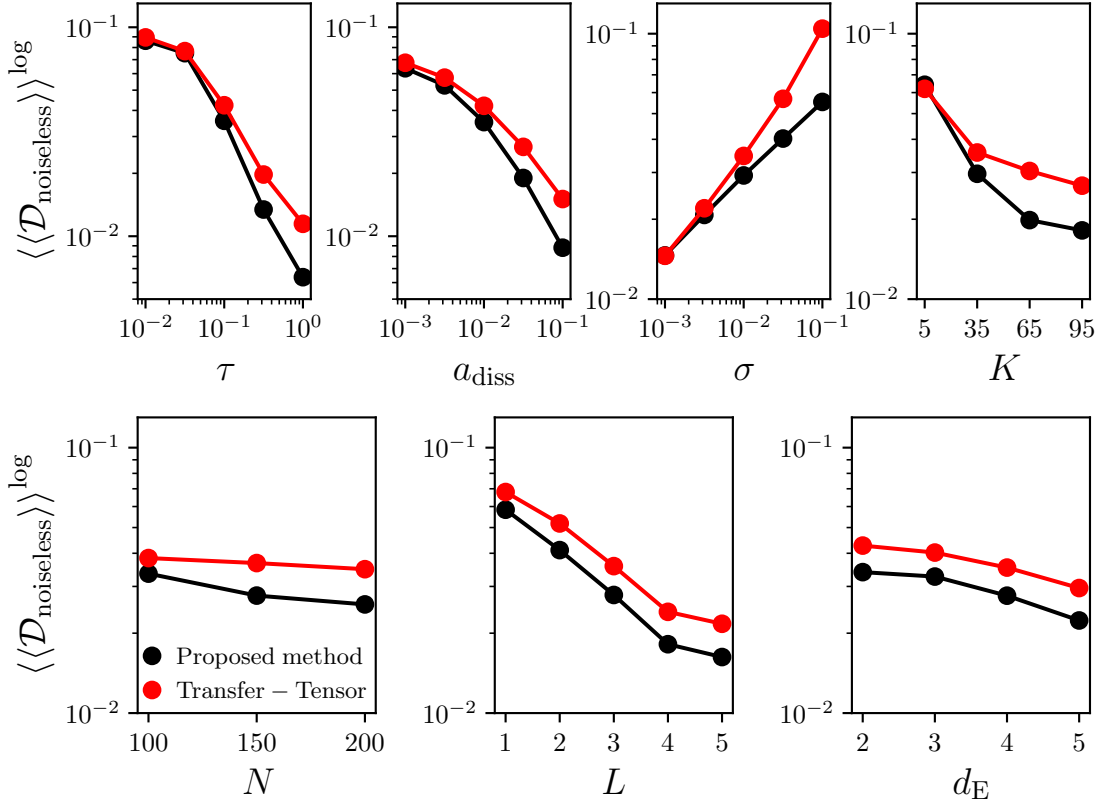 ⟨⟨𝒟_noiseless⟩⟩^log
10^−1
10^−2
10^−2 10^−1 10^0
τ
10^−1
10^−2
10^−3 10^−2 10^−1
a_diss
10^−1
10^−2
10^−3 10^−2 10^−1
σ
10^−1
10^−2
5 35 65 95
K
⟨⟨𝒟_noiseless⟩⟩^log
10^−1
10^−2
Proposed method
Transfer − Tensor
100 150 200
N
10^−1
10^−2
1 2 3 4 5
L
10^−1
10^−2
2 3 4 5
d_E